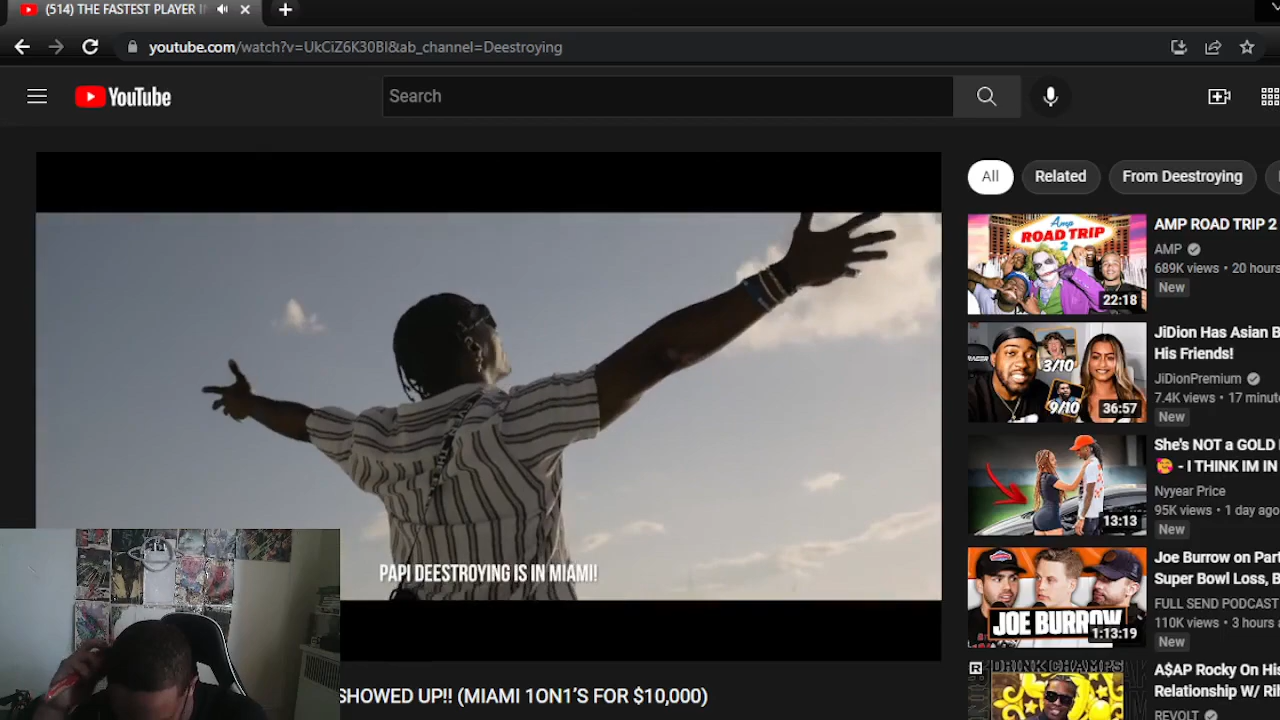 (514) THE FASTEST PLAYER I
youtube.com/watch?v=UkCiZ6K30BI&ab_channel=Deestroying
YouTube
Search
All
Related
From Deestroying
PAPI DEESTROYING IS IN MIAMI!
SHOWED UP!! (MIAMI 1ON1'S FOR $10,000)
Amp
ROAD TRIP
2
22:18
AMP ROAD TRIP 2
AMP
689K views • 20 hours
New
3/10
9/10
36:57
JiDion Has Asian B
His Friends!
JiDionPremium
7.4K views • 17 minute
New
13:13
She's NOT a GOLD
🥰 - I THINK IM IN
Nyyear Price
95K views • 1 day ago
New
JOE BURROW
1:13:19
Joe Burrow on Part
Super Bowl Loss, B
FULL SEND PODCAST
110K views • 3 hours
New
R DRINK CHAMPS
A$AP Rocky On His
Relationship W/ Rih
REVOLT